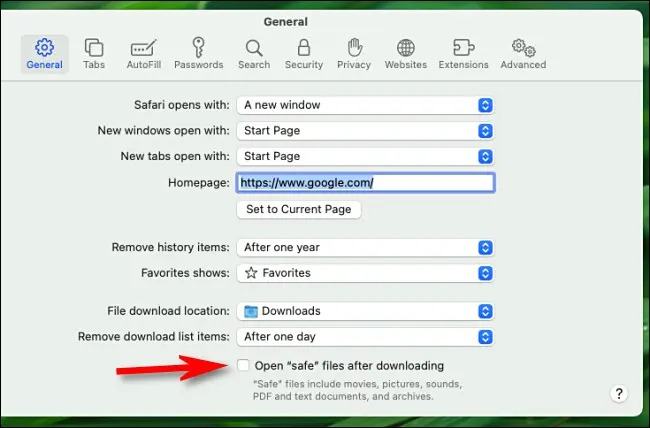 General
General Tabs AutoFill Passwords Search Security Privacy Websites Extensions Advanced
Safari opens with: A new window
New windows open with: Start Page
New tabs open with: Start Page
Homepage: https://www.google.com/
Set to Current Page
Remove history items: After one year
Favorites shows: Favorites
File download location: Downloads
Remove download list items: After one day
Open “safe” files after downloading
“Safe” files include movies, pictures, sounds,
PDF and text documents, and archives.
?